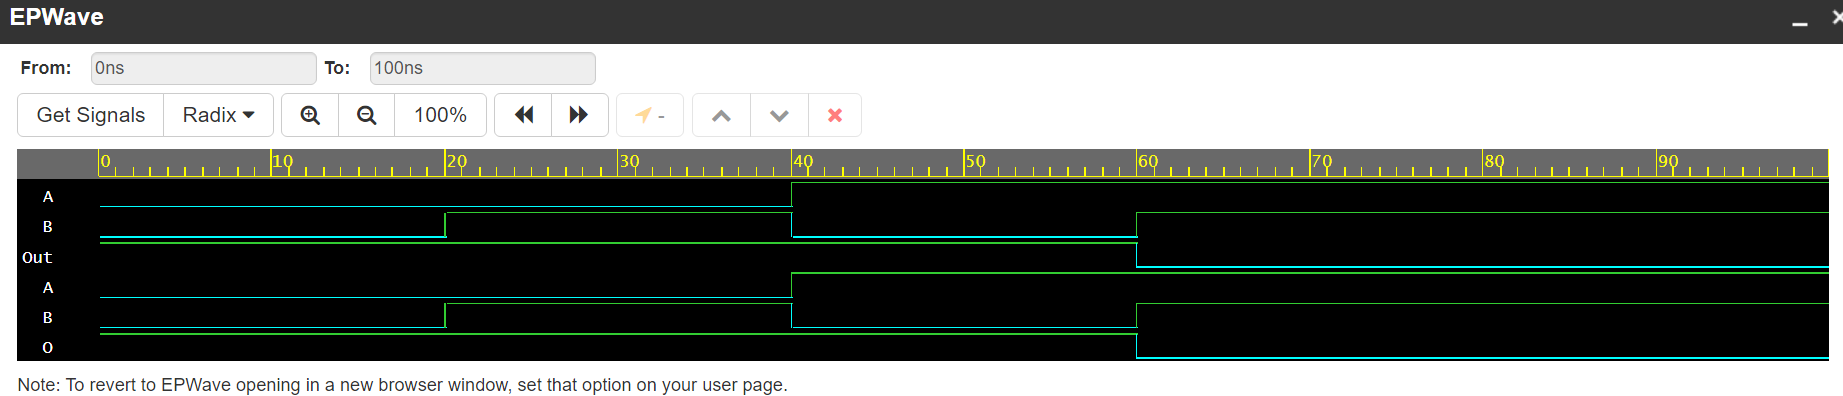 EPWave
From: 0ns To: 100ns
Get Signals Radix 100% -
0 10 20 30 40 50 60 70 80 90
A
B
Out
A
B
O
Note: To revert to EPWave opening in a new browser window, set that option on your user page.